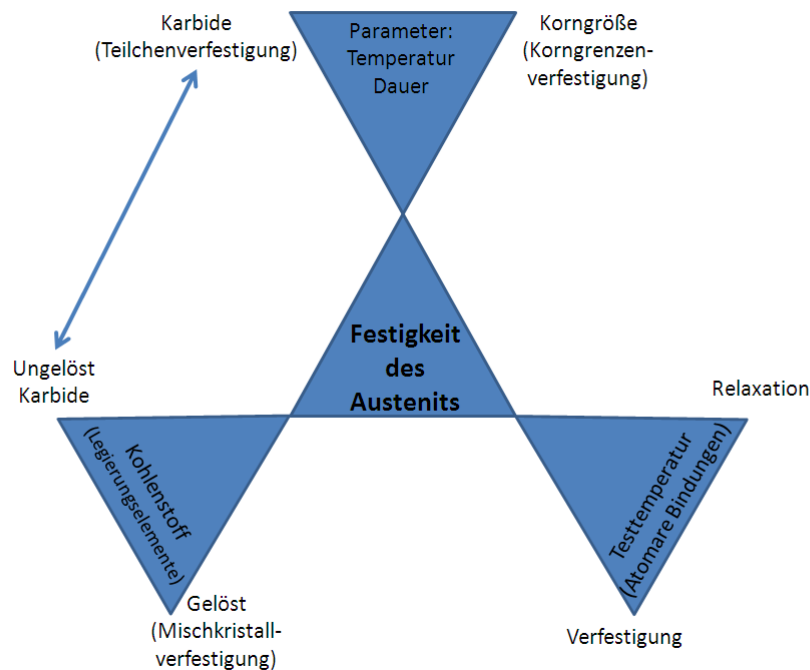 Karbide
(Teilchenverfestigung)
Parameter:
Temperatur
Dauer
Korngröße
(Korngrenzen-
verfestigung)
Festigkeit
des
Austenits
Ungelöst
Karbide
Relaxation
Kohlenstoff
(Legierungselemente)
Testtemperatur
(Atomare Bindungen)
Gelöst
(Mischkristall-
verfestigung)
Verfestigung